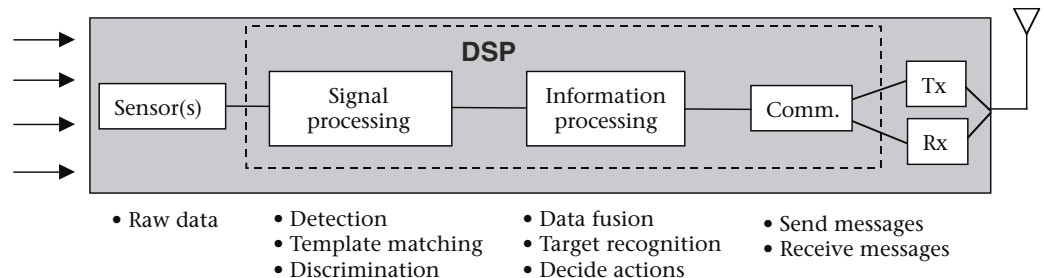 DSP
Sensor(s)
Signal
processing
Information
processing
Comm.
Tx
Rx
• Raw data
• Detection
• Template matching
• Discrimination
• Data fusion
• Target recognition
• Decide actions
• Send messages
• Receive messages